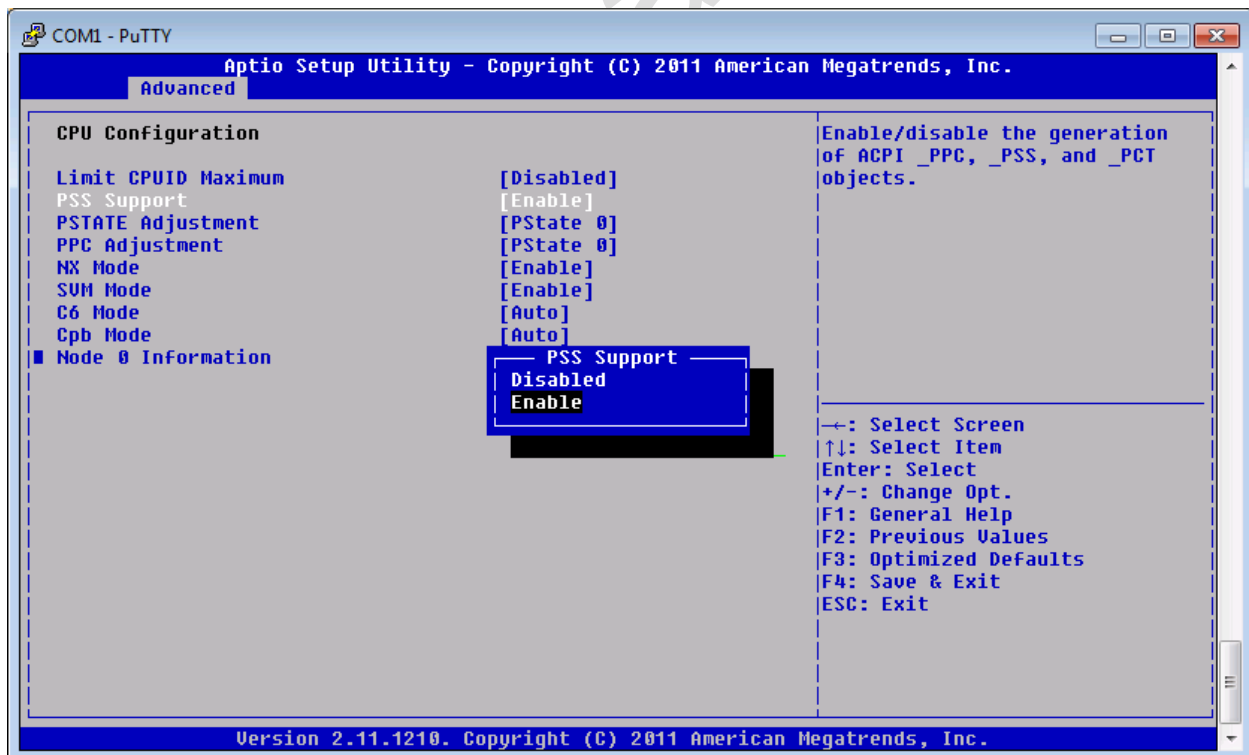 COM1 - PuTTY
Aptio Setup Utility - Copyright (C) 2011 American Megatrends, Inc.
Advanced
CPU Configuration
Limit CPUID Maximum [Disabled]
PSS Support [Enable]
PSTATE Adjustment [PState 0]
PPC Adjustment [PState 0]
NX Mode [Enable]
SVM Mode [Enable]
C6 Mode [Auto]
Cpb Mode [Auto]
Node 0 Information
PSS Support
Disabled
Enable
Enable/disable the generation
of ACPI _PPC, _PSS, and _PCT
objects.
→←: Select Screen
↑↓: Select Item
Enter: Select
+/-: Change Opt.
F1: General Help
F2: Previous Values
F3: Optimized Defaults
F4: Save & Exit
ESC: Exit
Version 2.11.1210. Copyright (C) 2011 American Megatrends, Inc.